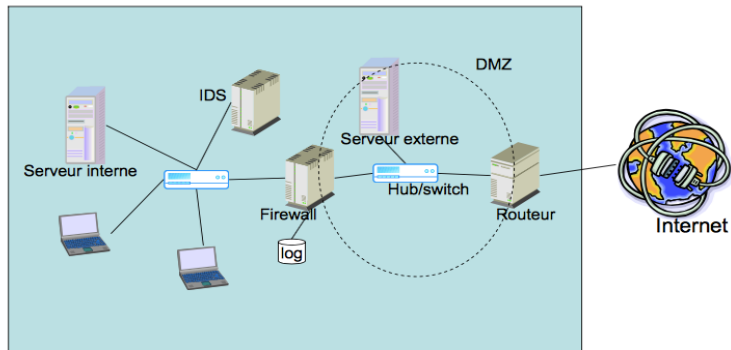 DMZ
IDS
Serveur externe
Serveur interne
Hub/switch
Firewall
Routeur
Internet
log